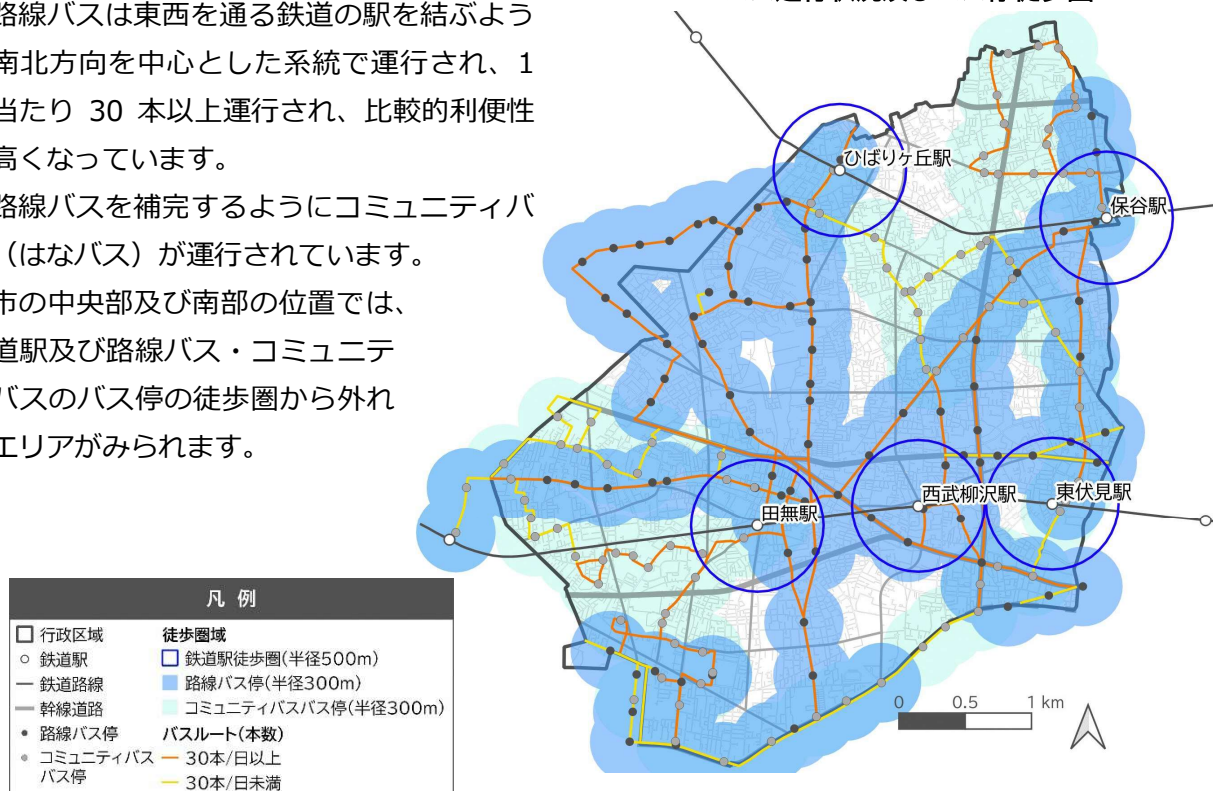 路線バスは東西を通る鉄道の駅を結ぶよう
南北方向を中心とした系統で運行され、1
当たり 30 本以上運行され、比較的利便性
高くなっています。
路線バスを補完するようにコミュニティバ
（はなバス）が運行されています。
市の中央部及び南部の位置では、
道駅及び路線バス・コミュニテ
バスのバス停の徒歩圏から外れ
エリアがみられます。
ひばりヶ丘駅
保谷駅
田無駅
西武柳沢駅
東伏見駅
0 0.5 1 km
凡 例
行政区域
鉄道駅
鉄道路線
幹線道路
路線バス停
コミュニティバス
バス停
徒歩圏域
鉄道駅徒歩圏(半径500m)
路線バス停(半径300m)
コミュニティバスバス停(半径300m)
バスルート(本数)
30本/日以上
30本/日未満